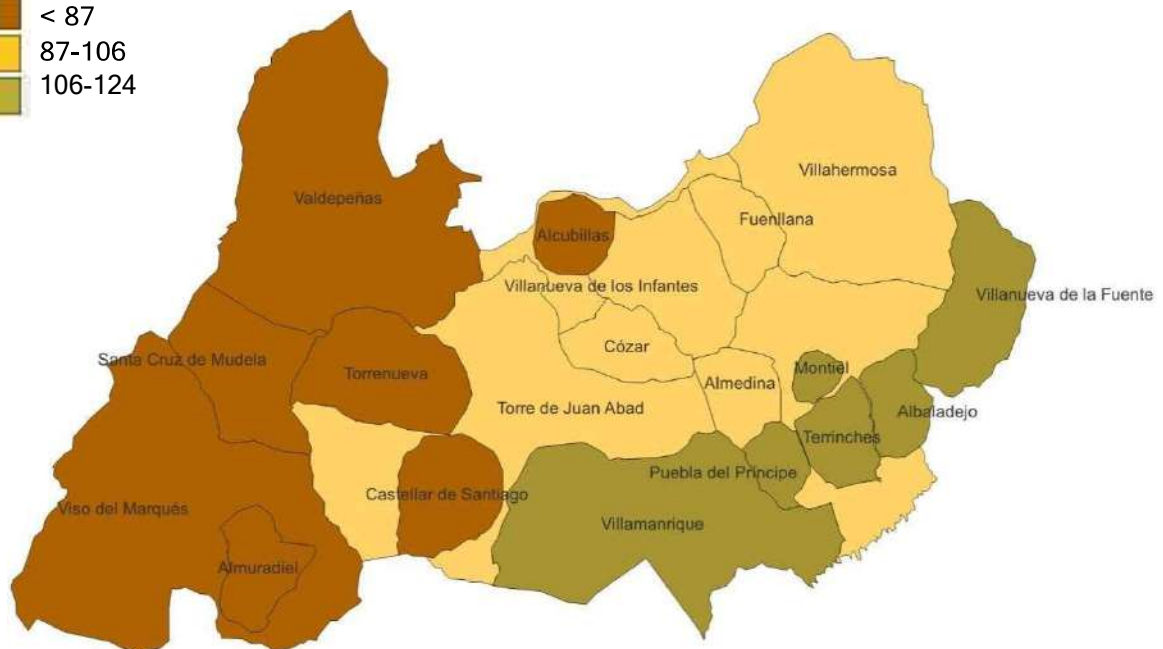 < 87
87-106
106-124
Villahermosa
Valdepeñas
Fuenllana
Alcubillas
Villanueva de los Infantes
Villanueva de la Fuente
Cózar
Santa Cruz de Mudela
Torrenueva
Montiel
Almedina
Torre de Juan Abad
Albaladejo
Terrinches
Puebla del Príncipe
Castellar de Santiago
Viso del Marqués
Villamanrique
Almuradiel